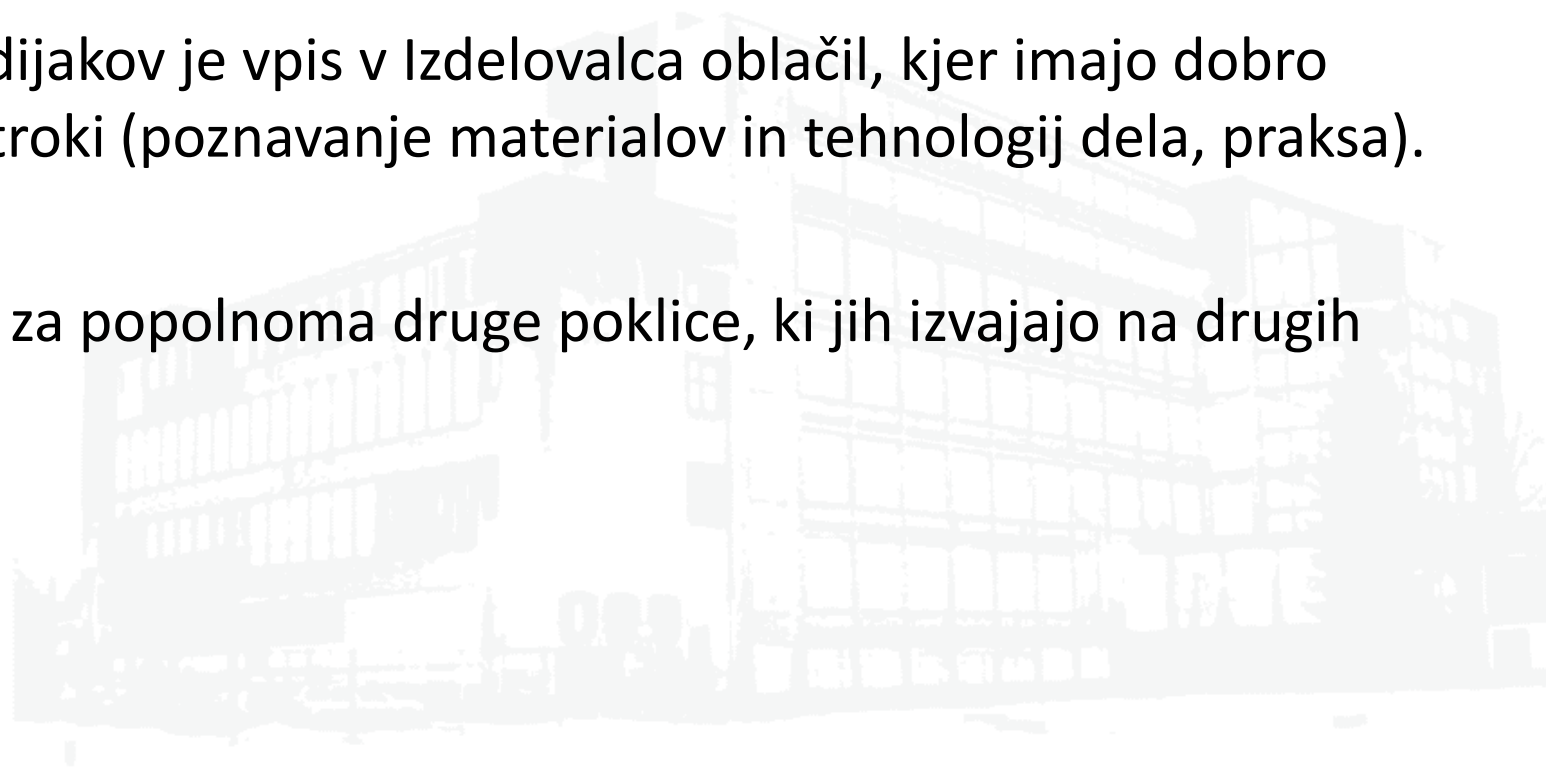 dijakov je vpis v Izdelovalca oblačil, kjer imajo dobro
troki (poznavanje materialov in tehnologij dela, praksa).
za popolnoma druge poklice, ki jih izvajajo na drugih